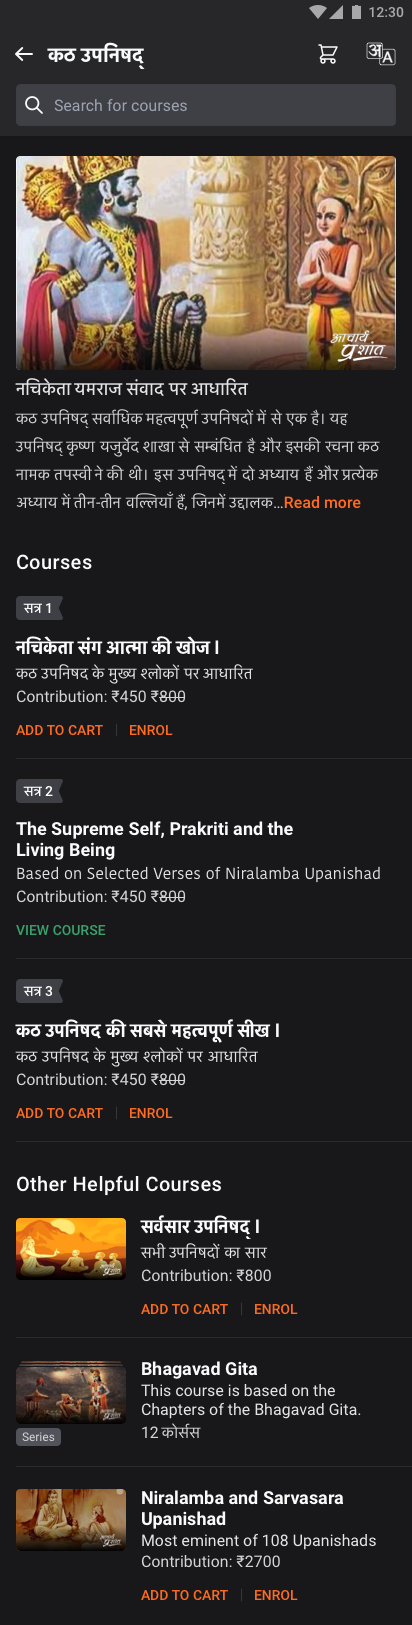 12:30
कठ उपनिषद्
अ A
Search for courses
आचार्य
प्रशांत
नचिकेता यमराज संवाद पर आधारित
कठ उपनिषद् सर्वाधिक महत्वपूर्ण उपनिषदों में से एक है। यह
उपनिषद् कृष्ण यजुर्वेद शाखा से सम्बंधित है और इसकी रचना कठ
नामक तपस्वी ने की थी। इस उपनिषद् में दो अध्याय हैं और प्रत्येक
अध्याय में तीन-तीन वल्लियाँ हैं, जिनमें उद्दालक...Read more
Courses
सत्र 1
नचिकेता संग आत्मा की खोज।
कठ उपनिषद के मुख्य श्लोकों पर आधारित
Contribution: ₹450 ₹800
ADD TO CART | ENROL
सत्र 2
The Supreme Self, Prakriti and the
Living Being
Based on Selected Verses of Niralamba Upanishad
Contribution: ₹450 ₹800
VIEW COURSE
सत्र 3
कठ उपनिषद की सबसे महत्वपूर्ण सीख।
कठ उपनिषद के मुख्य श्लोकों पर आधारित
Contribution: ₹450 ₹800
ADD TO CART | ENROL
Other Helpful Courses
सर्वसार उपनिषद्।
सभी उपनिषदों का सार
Contribution: ₹800
ADD TO CART | ENROL
Bhagavad Gita
This course is based on the
Chapters of the Bhagavad Gita.
12 कोर्सस
Series
Niralamba and Sarvasara
Upanishad
Most eminent of 108 Upanishads
Contribution: ₹2700
ADD TO CART | ENROL